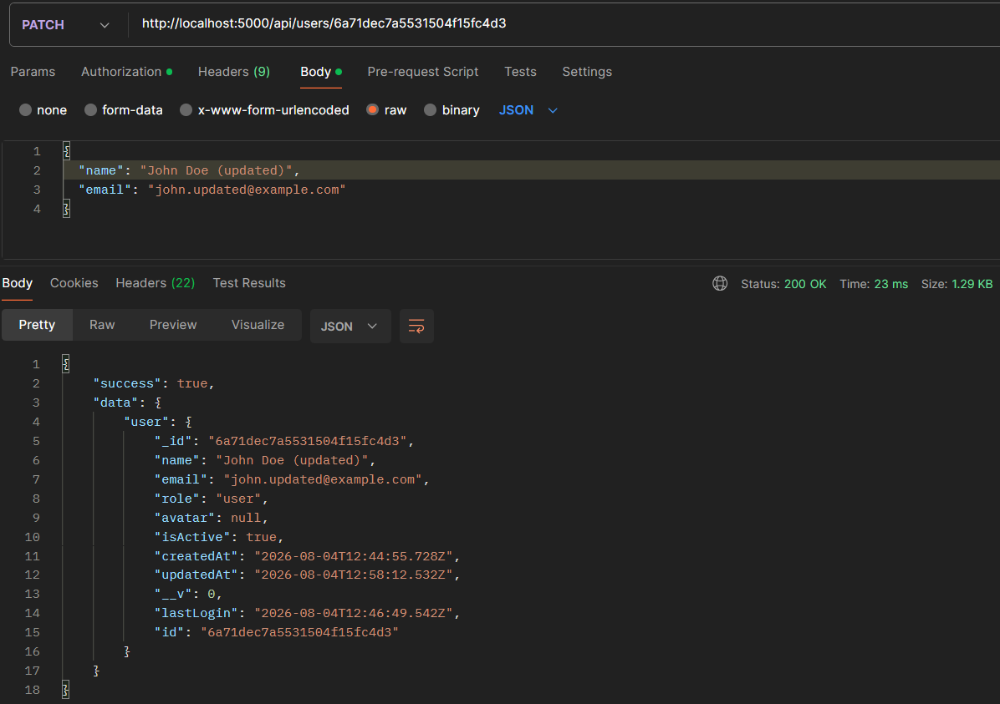 PATCH http://localhost:5000/api/users/6a71dec7a5531504f15fc4d3
Params Authorization Headers (9) Body Pre-request Script Tests Settings
none form-data x-www-form-urlencoded raw binary JSON
1 {
2 "name": "John Doe (updated)",
3 "email": "john.updated@example.com"
4 }
Body Cookies Headers (22) Test Results Status: 200 OK Time: 23 ms Size: 1.29 KB
Pretty Raw Preview Visualize JSON
1 {
2 "success": true,
3 "data": {
4 "user": {
5 "_id": "6a71dec7a5531504f15fc4d3",
6 "name": "John Doe (updated)",
7 "email": "john.updated@example.com",
8 "role": "user",
9 "avatar": null,
10 "isActive": true,
11 "createdAt": "2026-08-04T12:44:55.728Z",
12 "updatedAt": "2026-08-04T12:58:12.532Z",
13 "__v": 0,
14 "lastLogin": "2026-08-04T12:46:49.542Z",
15 "id": "6a71dec7a5531504f15fc4d3"
16 }
17 }
18 }